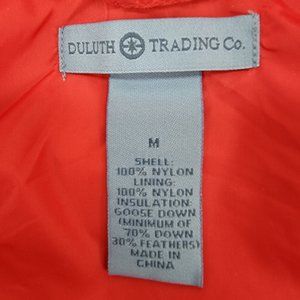 DULUTH TRADING CO.
M
SHELL:
100% NYLON
LINING:
100% NYLON
INSULATION:
GOOSE DOWN
(MINIMUM OF
70% DOWN
30% FEATHERS)
MADE IN
CHINA